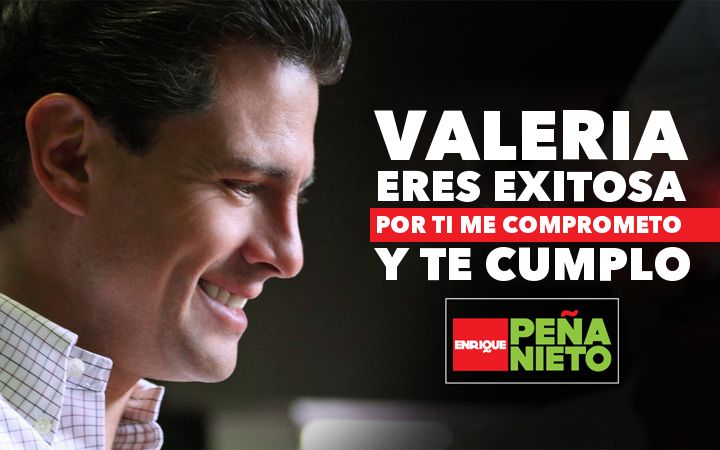 VALERIA
ERES EXITOSA
POR TI ME COMPROMETO
Y TE CUMPLO
ENRIQUE
PEÑA
NIETO